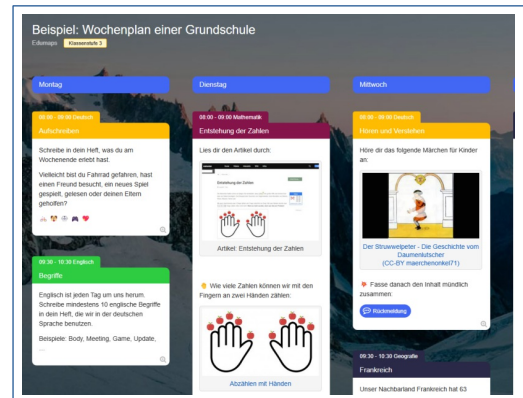 Beispiel: Wochenplan einer Grundschule
Edumaps Klassenstufe 3
Montag
08:00 - 09:00 Deutsch
Aufschreiben
Schreibe in dein Heft, was du am
Wochenende erlebt hast.
Vielleicht bist du Fahrrad gefahren, hast
einen Freund besucht, ein neues Spiel
gespielt, gelesen oder deinen Eltern
geholfen?
09:30 - 10:30 Englisch
Begriffe
Englisch ist jeden Tag um uns herum.
Schreibe mindestens 10 englische Begriffe
in dein Heft, die wir in der deutschen
Sprache benutzen.
Beispiele: Body, Meeting, Game, Update,
...
Dienstag
08:00 - 09:00 Mathematik
Entstehung der Zahlen
Lies dir den Artikel durch:
Entstehung der Zahlen
Artikel: Entstehung der Zahlen
Wie viele Zahlen können wir mit den
Fingern an zwei Händen zählen:
Abzählen mit Händen
Mittwoch
08:00 - 09:00 Deutsch
Hören und Verstehen
Höre dir das folgende Märchen für Kinder
an:
Der Struwwelpeter - Die Geschichte vom
Daumenlutscher
(CC-BY maerchenonkel71)
Fasse danach den Inhalt mündlich
zusammen:
Rückmeldung
09:30 - 10:30 Geografie
Frankreich
Unser Nachbarland Frankreich hat 63